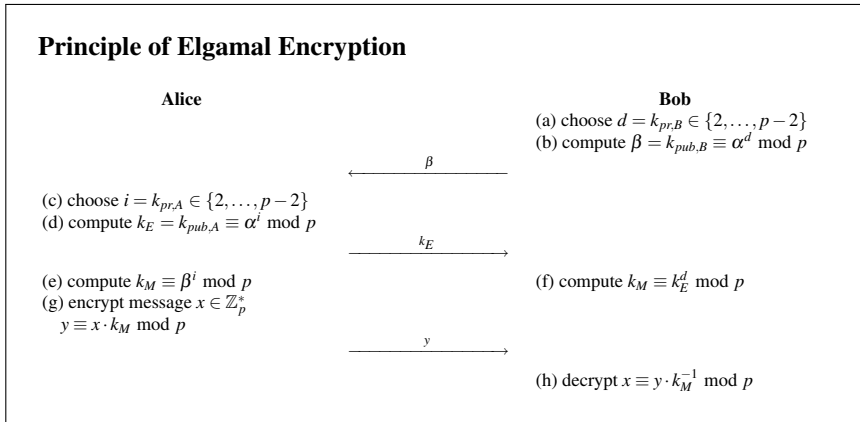 Principle of Elgamal Encryption
Alice Bob
(a) choose d = k_{pr,B} ∈ {2,...,p−2}
(b) compute β = k_{pub,B} ≡ α^d mod p
β
(c) choose i = k_{pr,A} ∈ {2,...,p−2}
(d) compute k_E = k_{pub,A} ≡ α^i mod p
k_E
(e) compute k_M ≡ β^i mod p (f) compute k_M ≡ k_E^d mod p
(g) encrypt message x ∈ ℤ_p^*
y ≡ x · k_M mod p
y
(h) decrypt x ≡ y · k_M^{−1} mod p